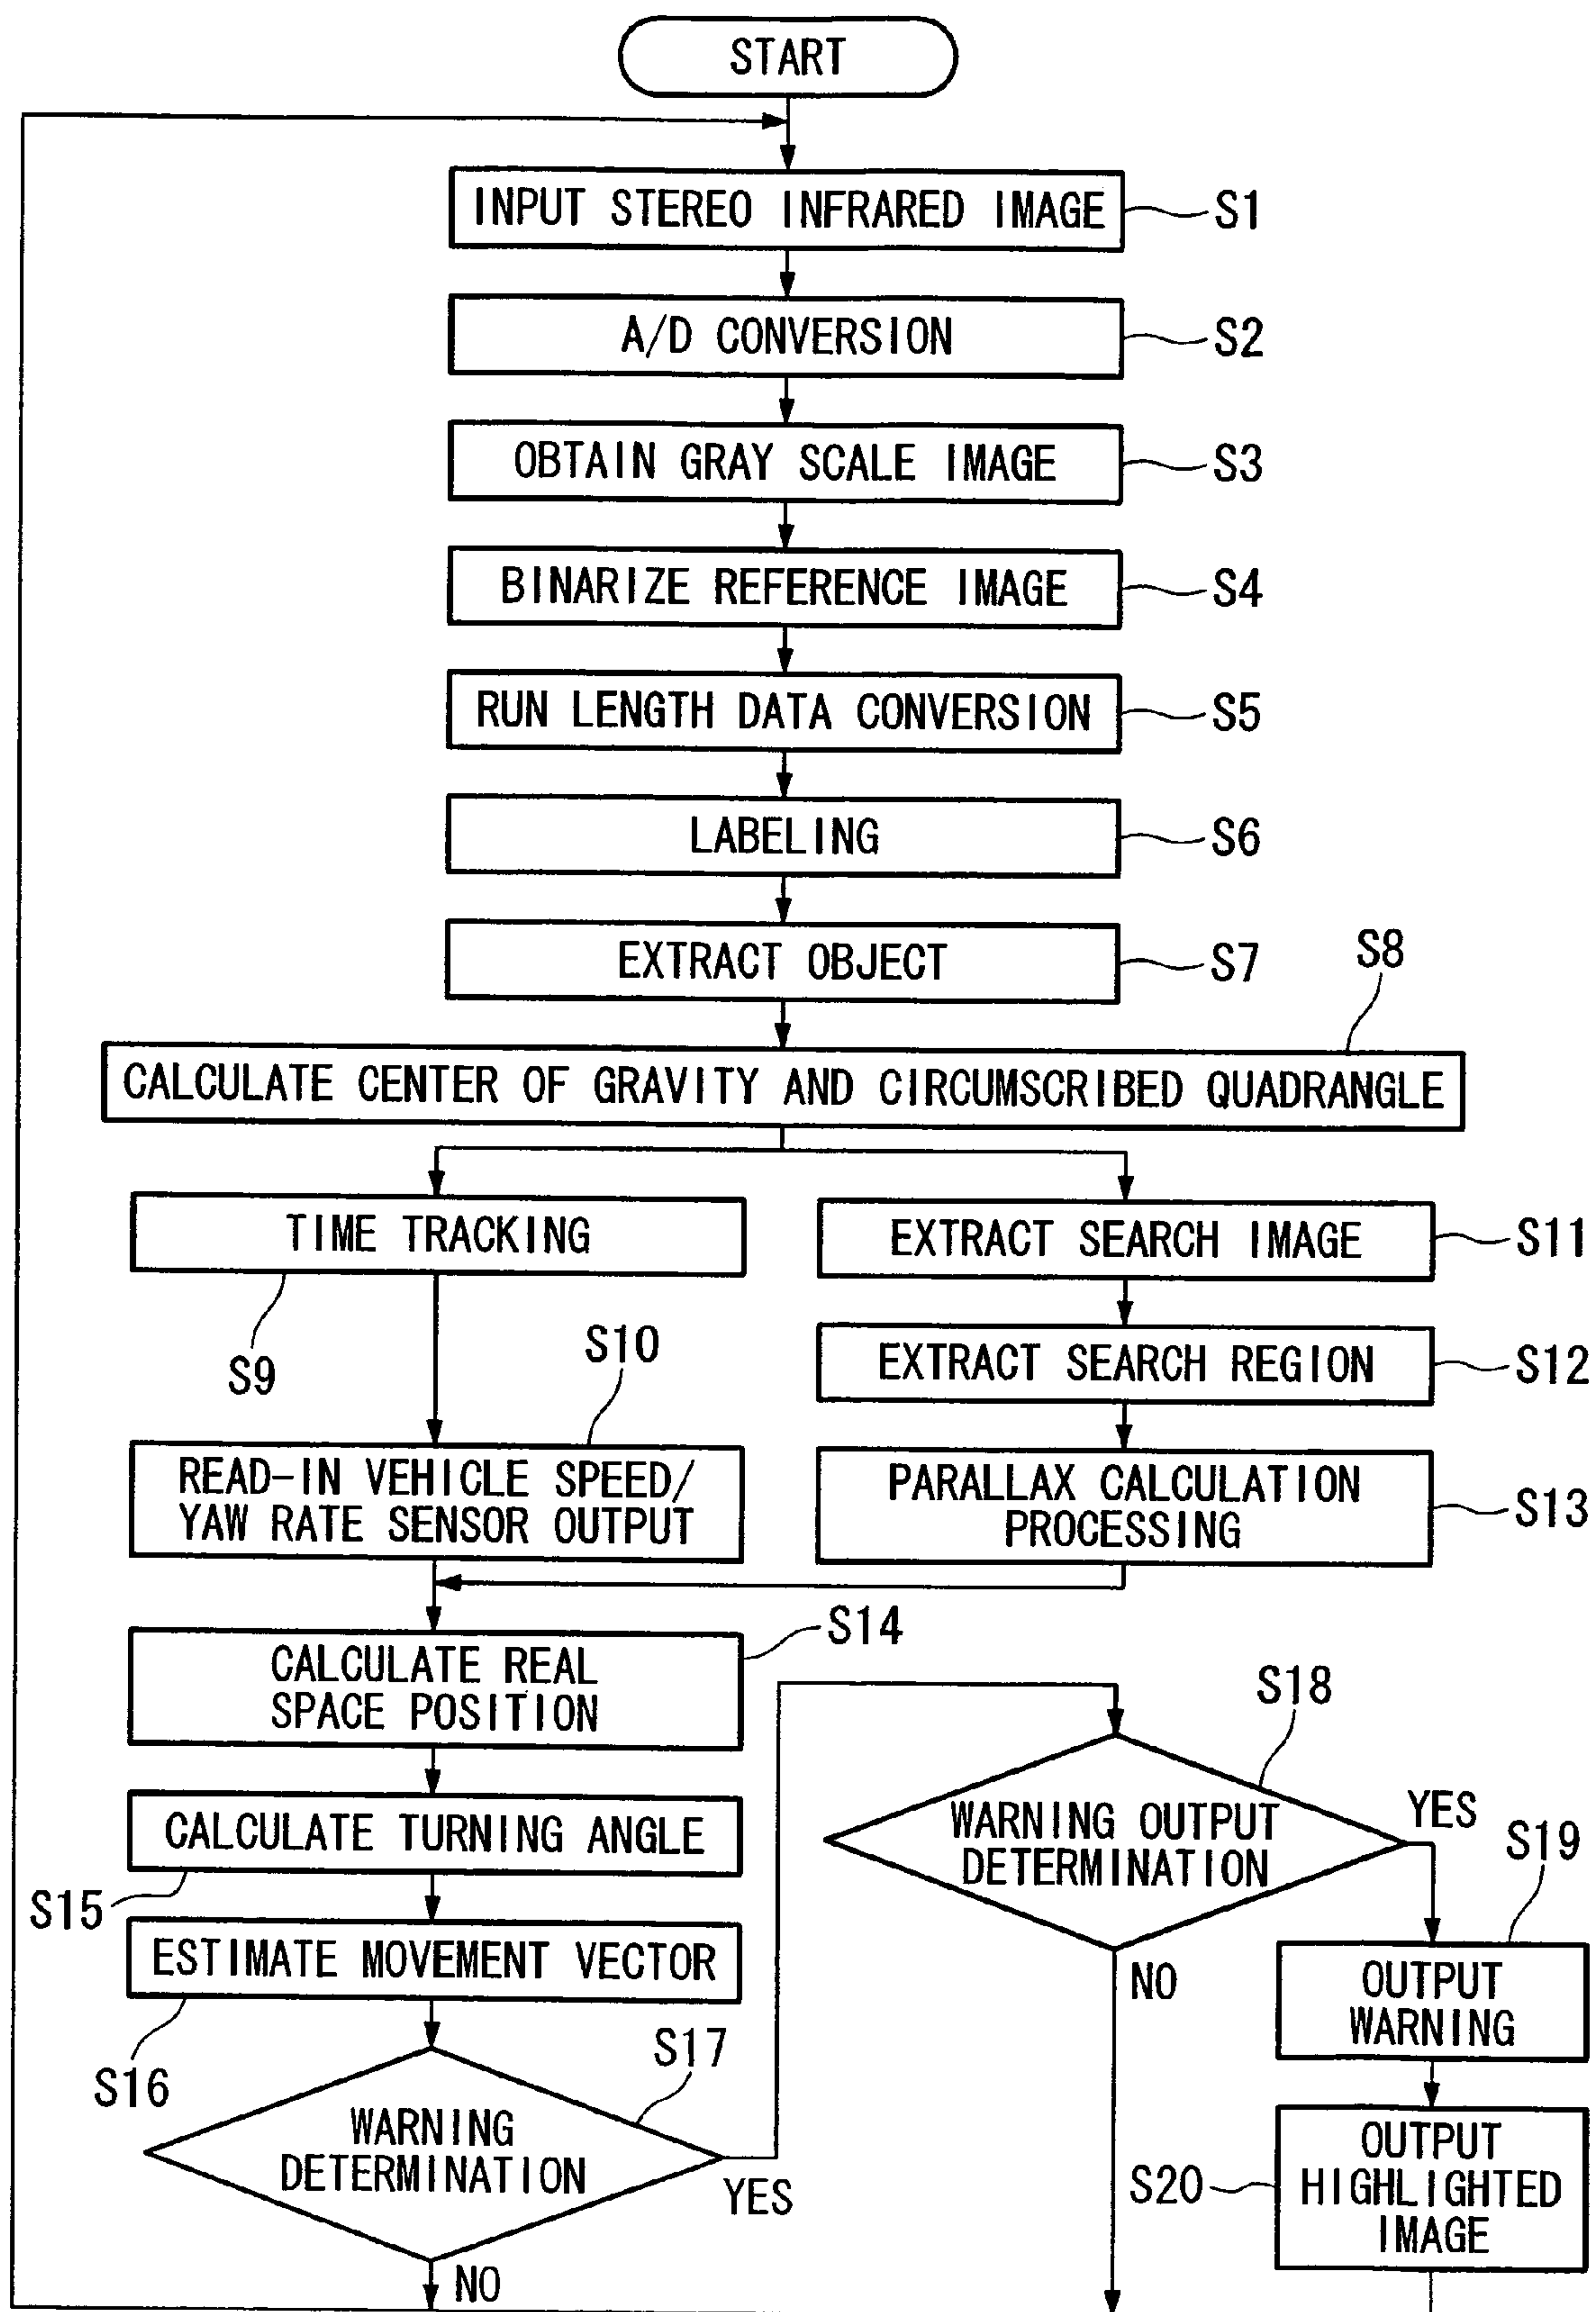 START
INPUT STEREO INFRARED IMAGE
S1
A/D CONVERSION
S2
OBTAIN GRAY SCALE IMAGE
S3
BINARIZE REFERENCE IMAGE
S4
RUN LENGTH DATA CONVERSION
S5
LABELING
S6
EXTRACT OBJECT
S7
S8
CALCULATE CENTER OF GRAVITY AND CIRCUMSCRIBED QUADRANGLE
TIME TRACKING
S9
S10
READ-IN VEHICLE SPEED/
YAW RATE SENSOR OUTPUT
EXTRACT SEARCH IMAGE
S11
EXTRACT SEARCH REGION
S12
PARALLAX CALCULATION
PROCESSING
S13
CALCULATE REAL
SPACE POSITION
S14
CALCULATE TURNING ANGLE
S15
ESTIMATE MOVEMENT VECTOR
S16
S17
WARNING
DETERMINATION
YES
NO
S18
WARNING OUTPUT
DETERMINATION
YES
NO
S19
OUTPUT
WARNING
S20
OUTPUT
HIGHLIGHTED
IMAGE